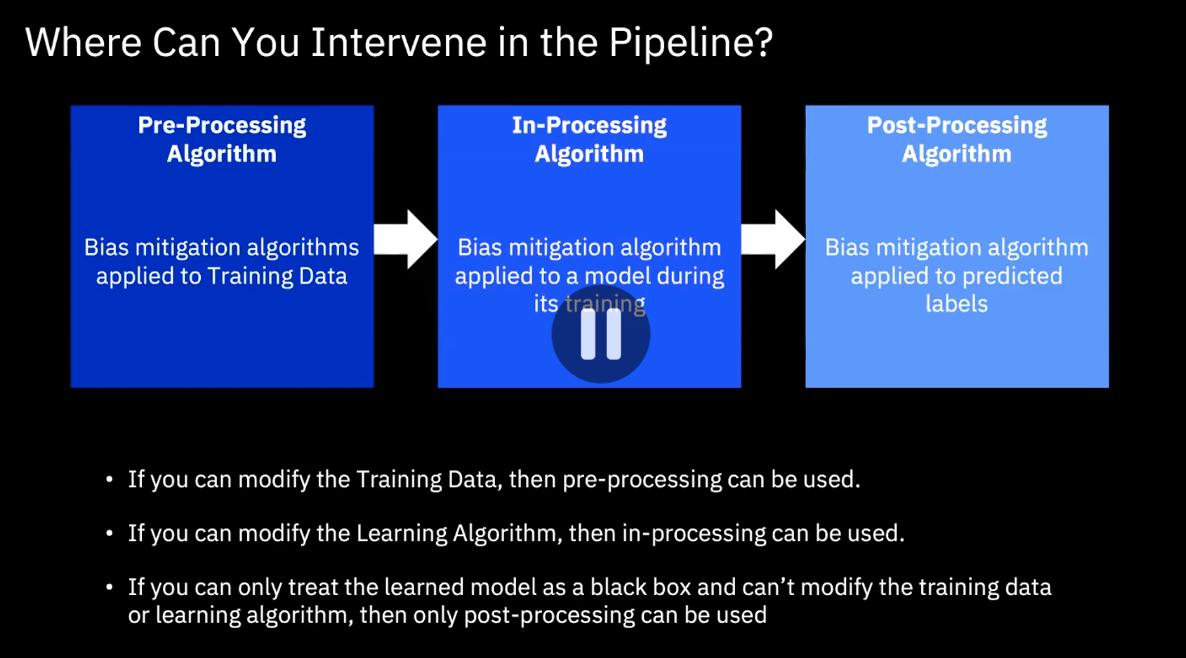 Where Can You Intervene in the Pipeline?
Pre-Processing
Algorithm
Bias mitigation algorithms
applied to Training Data
In-Processing
Algorithm
Bias mitigation algorithm
applied to a model during
its training
Post-Processing
Algorithm
Bias mitigation algorithm
applied to predicted
labels
• If you can modify the Training Data, then pre-processing can be used.
• If you can modify the Learning Algorithm, then in-processing can be used.
• If you can only treat the learned model as a black box and can’t modify the training data
or learning algorithm, then only post-processing can be used